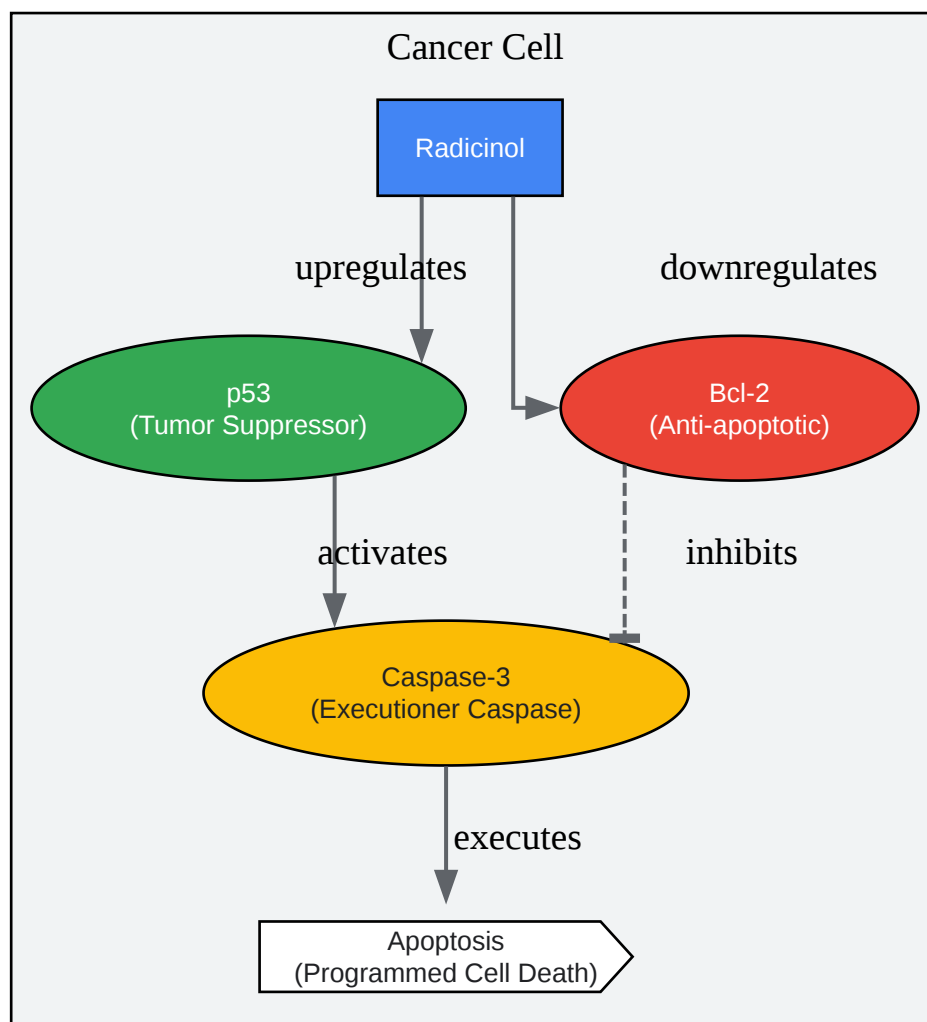 Cancer Cell
Radicinol
upregulates
downregulates
p53
(Tumor Suppressor)
Bcl-2
(Anti-apoptotic)
activates
inhibits
Caspase-3
(Executioner Caspase)
executes
Apoptosis
(Programmed Cell Death)